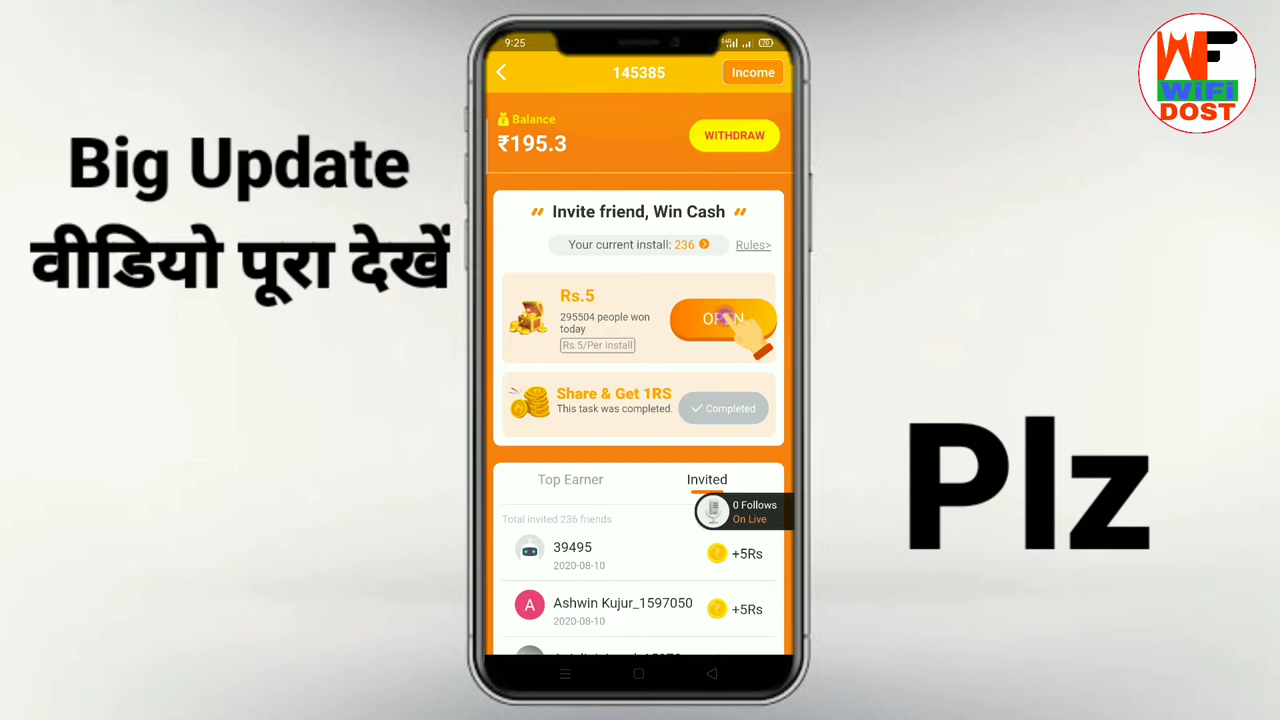 Big Update
वीडियो पूरा देखें
WF
WiFi
DOST
9:25
70
145385
Income
Balance
₹195.3
WITHDRAW
Invite friend, Win Cash
Your current install: 236
Rules>
Rs.5
295504 people won
today
Rs.5/Per Install
OPEN
Share & Get 1RS
This task was completed.
Completed
Top Earner
Invited
0 Follows
On Live
Total invited 236 friends
39495
+5Rs
2020-08-10
A
Ashwin Kujur_1597050
+5Rs
2020-08-10
Plz